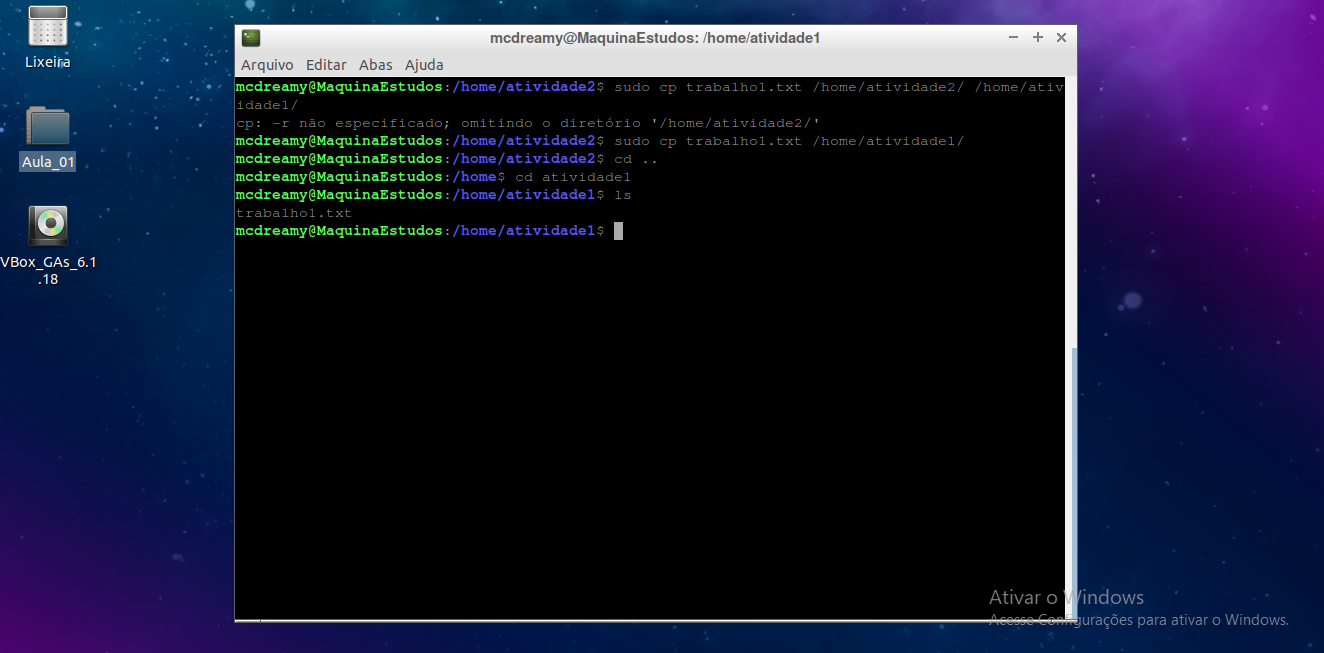 Lixeira
Aula_01
VBox_GAs_6.1
.18
mcdreamy@MaquinaEstudos: /home/atividade1
Arquivo Editar Abas Ajuda
mcdreamy@MaquinaEstudos:/home/atividade2$ sudo cp trabalho1.txt /home/atividade2/ /home/ativ
idade1/
cp: -r não especificado; omitindo o diretório '/home/atividade2/'
mcdreamy@MaquinaEstudos:/home/atividade2$ sudo cp trabalho1.txt /home/atividade1/
mcdreamy@MaquinaEstudos:/home/atividade2$ cd ..
mcdreamy@MaquinaEstudos:/home$ cd atividade1
mcdreamy@MaquinaEstudos:/home/atividade1$ ls
trabalho1.txt
mcdreamy@MaquinaEstudos:/home/atividade1$
Ativar o Windows
Acesse Configurações para ativar o Windows.